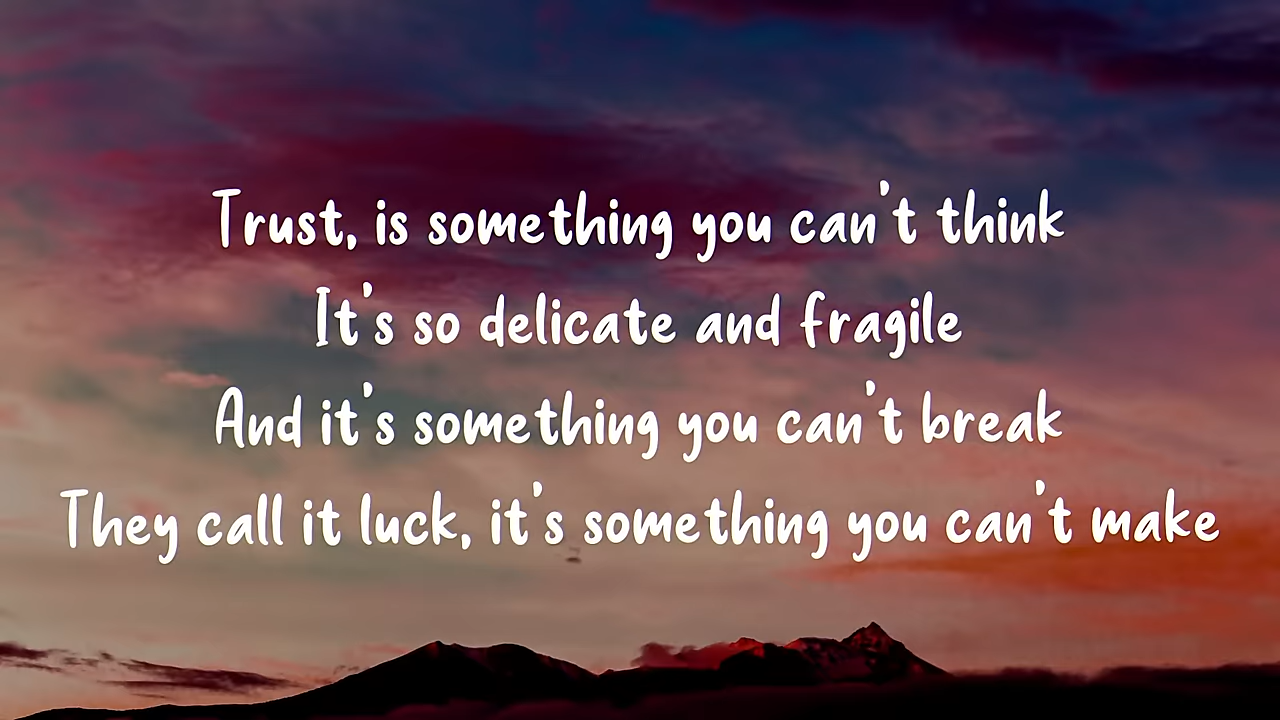 Trust, is something you can't think
It's so delicate and fragile
And it's something you can't break
They call it luck, it's something you can't make